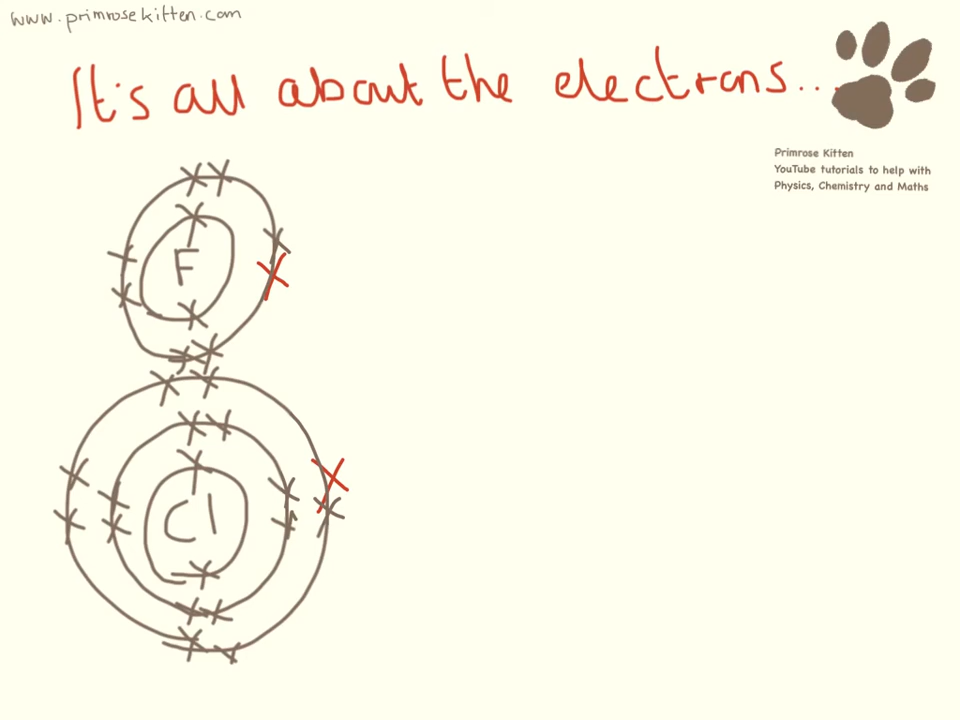 www.primrosekitten.com
It's all about the electrons...
Primrose Kitten
YouTube tutorials to help with
Physics, Chemistry and Maths
F
Cl